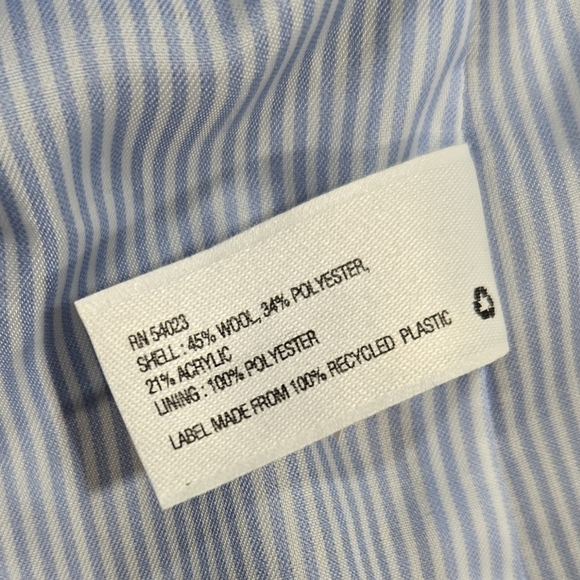 RN 54023
SHELL : 45% WOOL, 34% POLYESTER,
21% ACRYLIC
LINING : 100% POLYESTER
LABEL MADE FROM 100% RECYCLED PLASTIC